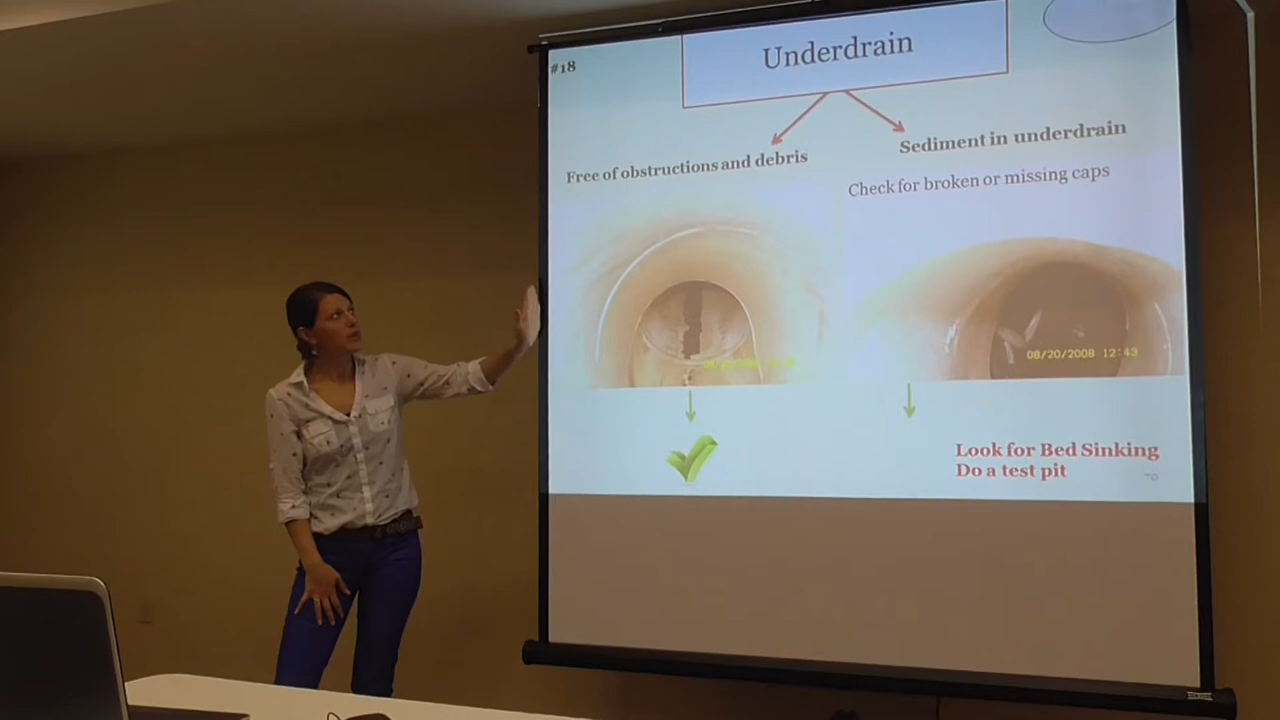 #18
Underdrain
Free of obstructions and debris
Sediment in underdrain
Check for broken or missing caps
08/20/2008 12:43
Look for Bed Sinking
Do a test pit